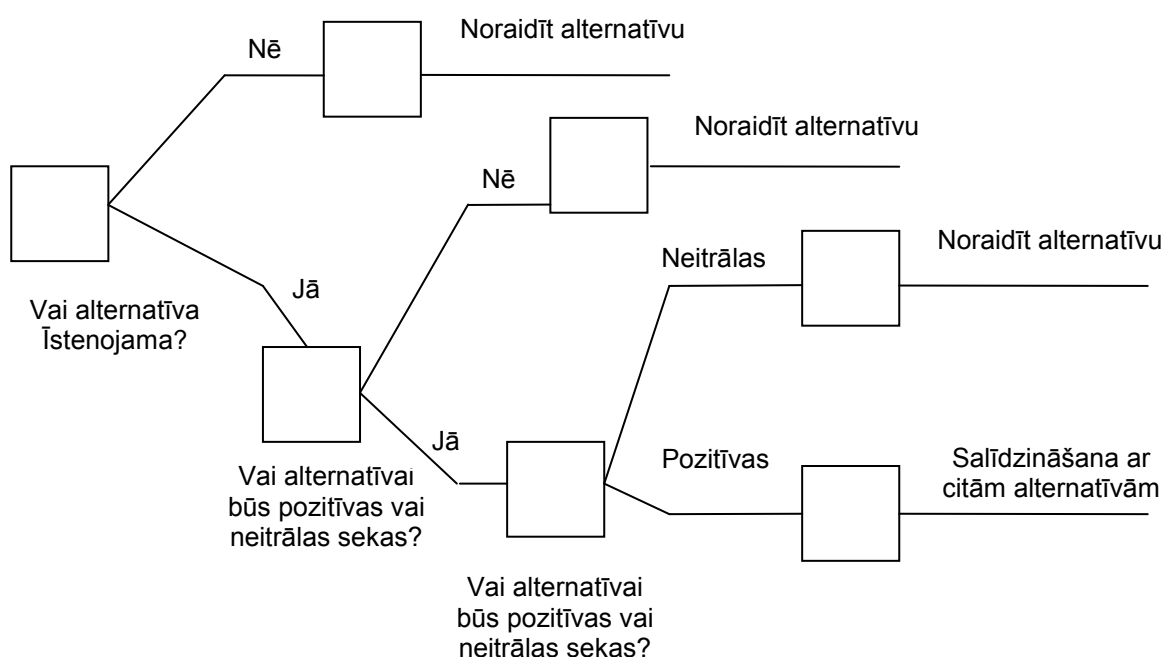 Nē
Noraidīt alternatīvu
Noraidīt alternatīvu
Nē
Neitrālas
Noraidīt alternatīvu
Jā
Vai alternatīva
Īstenojama?
Jā
Pozitīvas
Salīdzināšana ar
citām alternatīvām
Vai alternatīvai
būs pozitīvas vai
neitrālas sekas?
Vai alternatīvai
būs pozitīvas vai
neitrālas sekas?